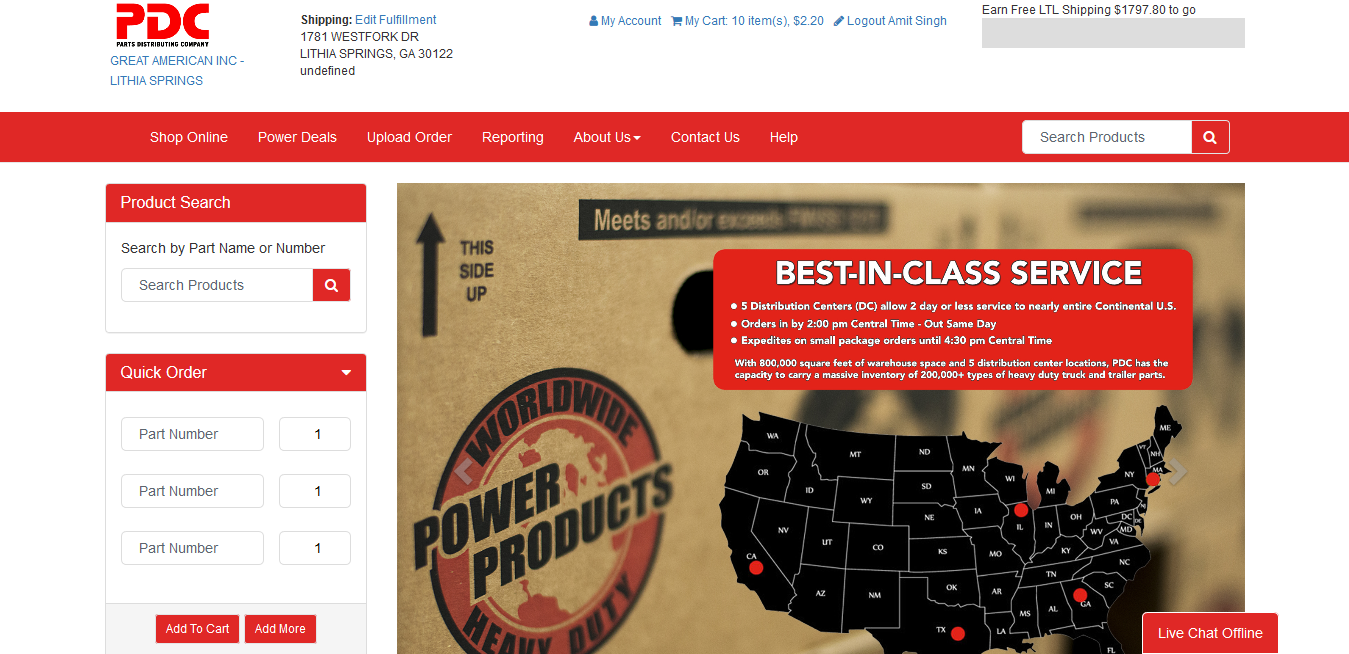 PDC
PARTS DISTRIBUTING COMPANY
GREAT AMERICAN INC -
LITHIA SPRINGS
Shipping: Edit Fulfillment
1781 WESTFORK DR
LITHIA SPRINGS, GA 30122
undefined
My Account My Cart: 10 item(s), $2.20 Logout Amit Singh
Earn Free LTL Shipping $1797.80 to go
Shop Online Power Deals Upload Order Reporting About Us Contact Us Help
Search Products
Product Search
Search by Part Name or Number
Search Products
Quick Order
Part Number 1
Part Number 1
Part Number 1
Add To Cart Add More
Meets and/or exceeds
THIS
SIDE
UP
WORLDWIDE
POWER
PRODUCTS
HEAVY DUTY
BEST-IN-CLASS SERVICE
5 Distribution Centers (DC) allow 2 day or less service to nearly entire Continental U.S.
Orders in by 2:00 pm Central Time - Out Same Day
Expedites on small package orders until 4:30 pm Central Time
With 800,000 square feet of warehouse space and 5 distribution center locations, PDC has the
capacity to carry a massive inventory of 200,000+ types of heavy duty truck and trailer parts.
WA MT ND MN WI MI NY VT NH ME MA
OR ID WY SD IA IL IN OH PA NJ
NV UT CO NE MO KY WV VA MD DC DE
CA AZ NM KS OK AR TN NC SC
TX LA MS AL GA FL
Live Chat Offline